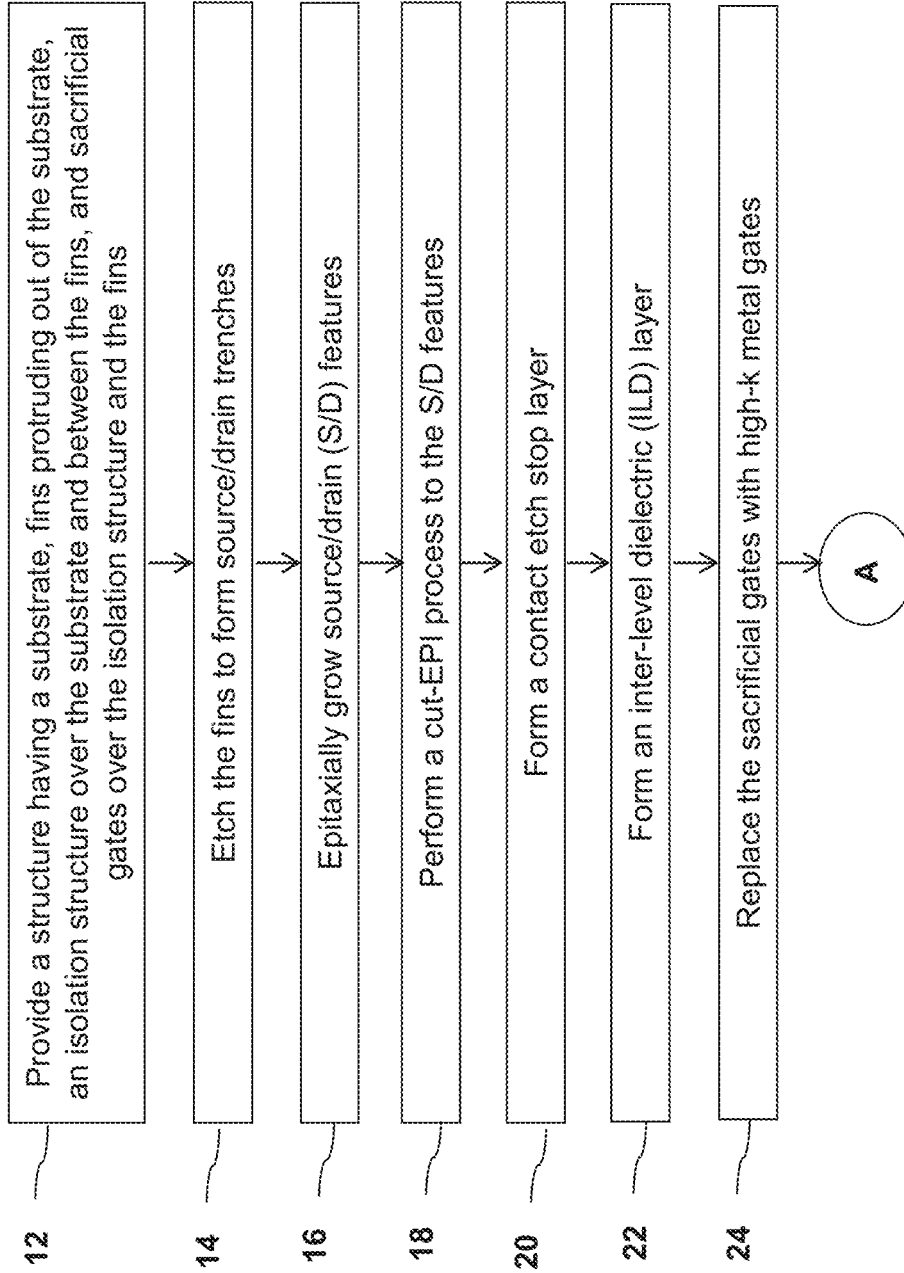 12
Provide a structure having a substrate, fins protruding out of the substrate,
an isolation structure over the substrate and between the fins, and sacrificial
gates over the isolation structure and the fins
14
Etch the fins to form source/drain trenches
16
Epitaxially grow source/drain (S/D) features
18
Perform a cut-EPI process to the S/D features
20
Form a contact etch stop layer
22
Form an inter-level dielectric (ILD) layer
24
Replace the sacrificial gates with high-k metal gates
A